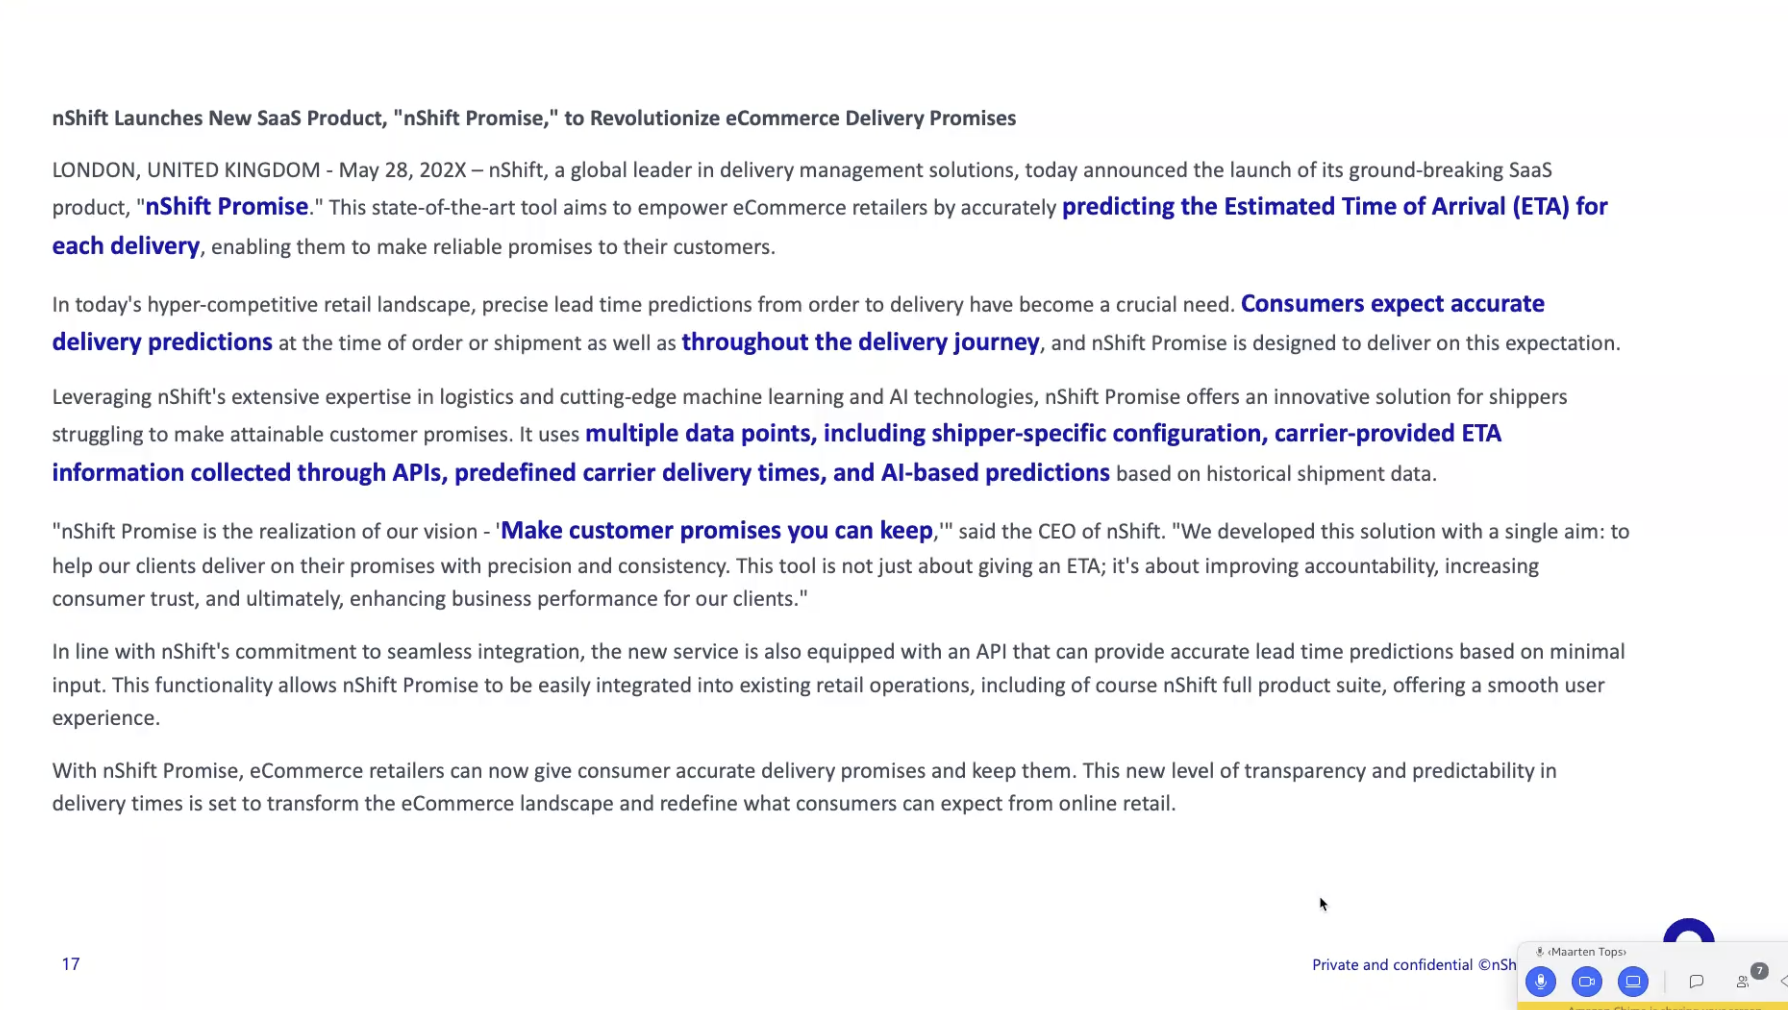 nShift Launches New SaaS Product, "nShift Promise," to Revolutionize eCommerce Delivery Promises
LONDON, UNITED KINGDOM - May 28, 202X – nShift, a global leader in delivery management solutions, today announced the launch of its ground-breaking SaaS
product, "nShift Promise." This state-of-the-art tool aims to empower eCommerce retailers by accurately predicting the Estimated Time of Arrival (ETA) for
each delivery, enabling them to make reliable promises to their customers.
In today's hyper-competitive retail landscape, precise lead time predictions from order to delivery have become a crucial need. Consumers expect accurate
delivery predictions at the time of order or shipment as well as throughout the delivery journey, and nShift Promise is designed to deliver on this expectation.
Leveraging nShift's extensive expertise in logistics and cutting-edge machine learning and AI technologies, nShift Promise offers an innovative solution for shippers
struggling to make attainable customer promises. It uses multiple data points, including shipper-specific configuration, carrier-provided ETA
information collected through APIs, predefined carrier delivery times, and AI-based predictions based on historical shipment data.
"nShift Promise is the realization of our vision - 'Make customer promises you can keep,'" said the CEO of nShift. "We developed this solution with a single aim: to
help our clients deliver on their promises with precision and consistency. This tool is not just about giving an ETA; it's about improving accountability, increasing
consumer trust, and ultimately, enhancing business performance for our clients."
In line with nShift's commitment to seamless integration, the new service is also equipped with an API that can provide accurate lead time predictions based on minimal
input. This functionality allows nShift Promise to be easily integrated into existing retail operations, including of course nShift full product suite, offering a smooth user
experience.
With nShift Promise, eCommerce retailers can now give consumer accurate delivery promises and keep them. This new level of transparency and predictability in
delivery times is set to transform the eCommerce landscape and redefine what consumers can expect from online retail.
17
Private and confidential ©nSh
‹Maarten Tops›
7